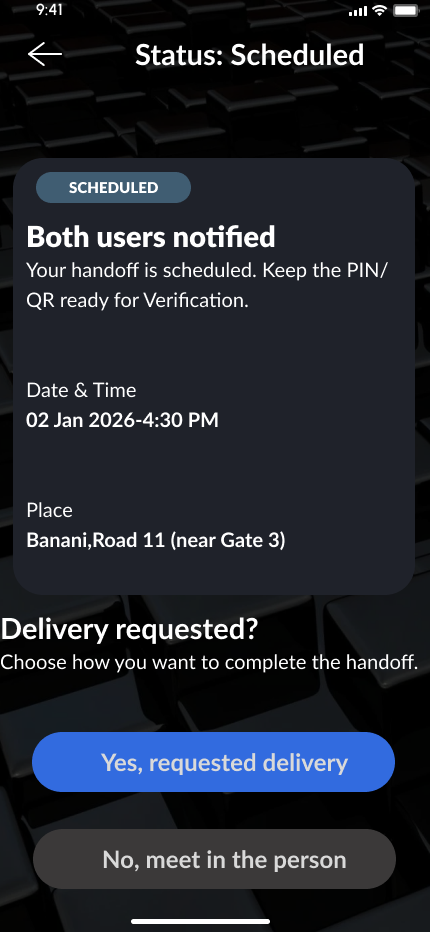 9:41
Status: Scheduled
SCHEDULED
Both users notified
Your handoff is scheduled. Keep the PIN/
QR ready for Verification.
Date & Time
02 Jan 2026-4:30 PM
Place
Banani,Road 11 (near Gate 3)
Delivery requested?
Choose how you want to complete the handoff.
Yes, requested delivery
No, meet in the person